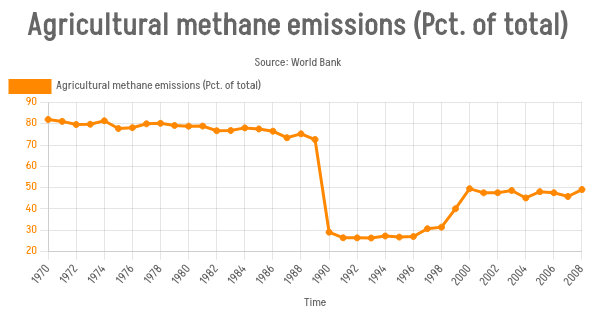 Agricultural methane emissions (Pct. of total)
Source: World Bank
Agricultural methane emissions (Pct. of total)
90
80
70
60
50
40
30
20
1970 1972 1974 1976 1978 1980 1982 1984 1986 1988 1990 1992 1994 1996 1998 2000 2002 2004 2006 2008
Time